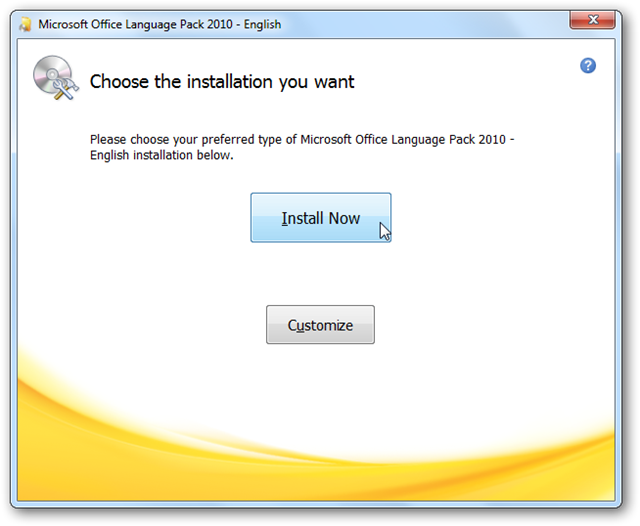 Microsoft Office Language Pack 2010 - English
Choose the installation you want
Please choose your preferred type of Microsoft Office Language Pack 2010 -
English installation below.
Install Now
Customize